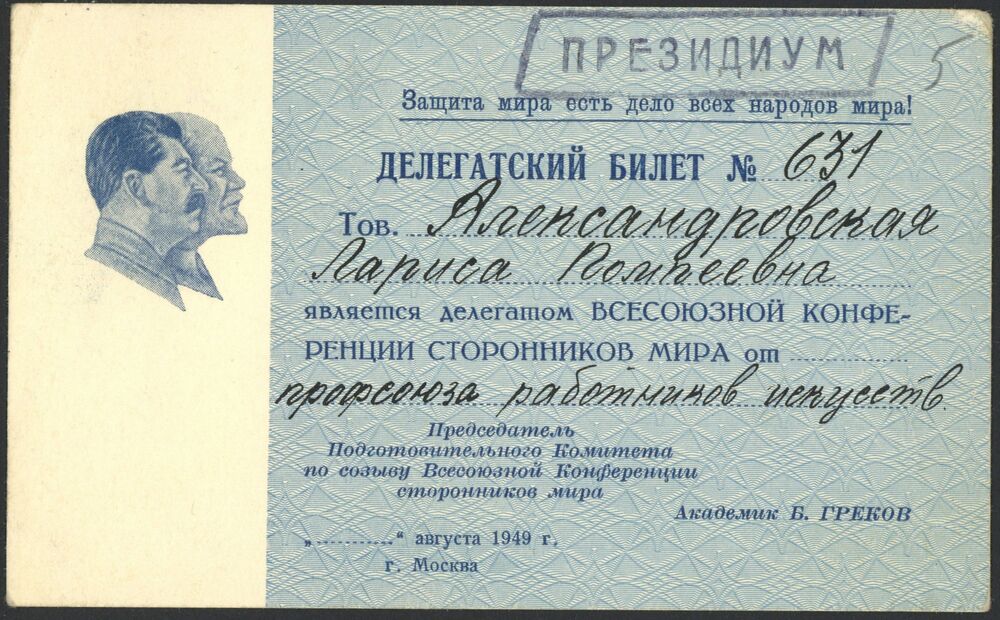 ПРЕЗИДИУМ
5
Защита мира есть дело всех народов мира!
ДЕЛЕГАТСКИЙ БИЛЕТ № 631
Тов. Александровская
Лариса Помпеевна
является делегатом ВСЕСОЮЗНОЙ КОНФЕ-
РЕНЦИИ СТОРОННИКОВ МИРА от ............
профсоюза работников искусств.
Председатель
Подготовительного Комитета
по созыву Всесоюзной Конференции
сторонников мира
Академик Б. ГРЕКОВ
„............“ августа 1949 г.
г. Москва